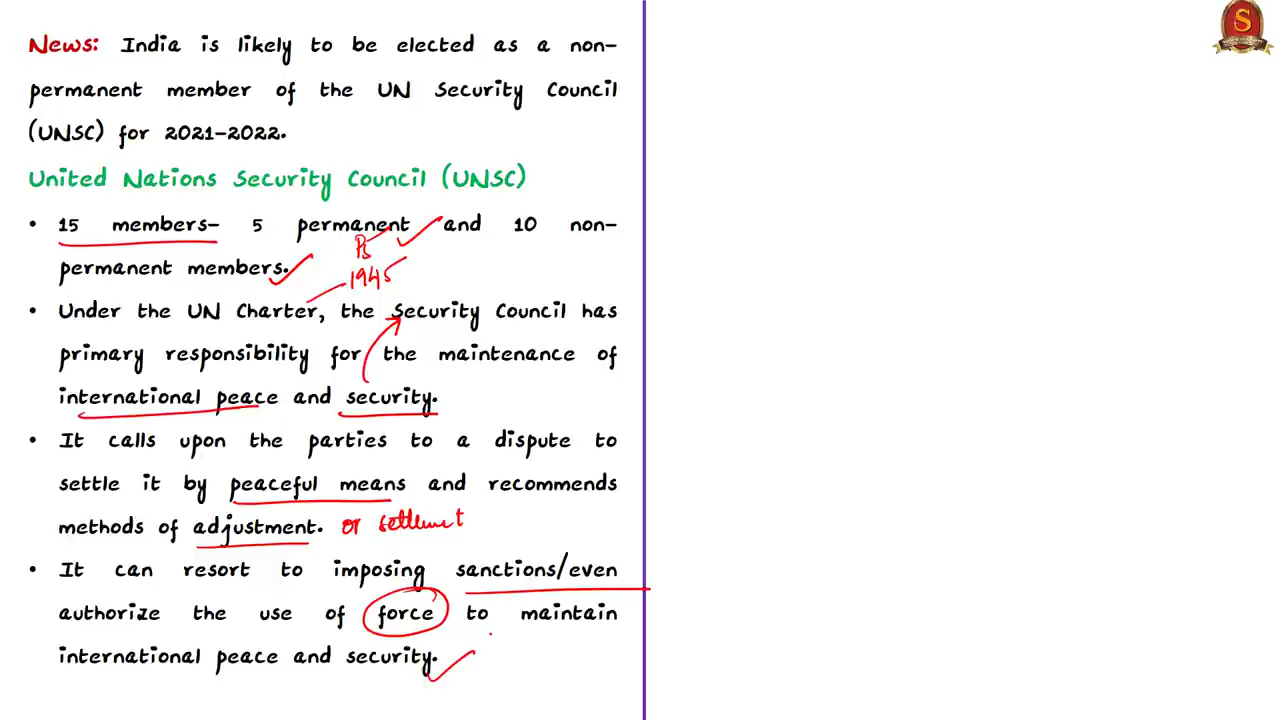 News: India is likely to be elected as a non-
permanent member of the UN Security Council
(UNSC) for 2021-2022.
United Nations Security Council (UNSC)
• 15 members- 5 permanent and 10 non-
P5
permanent members.
1945
• Under the UN Charter, the Security Council has
primary responsibility for the maintenance of
international peace and security.
• It calls upon the parties to a dispute to
settle it by peaceful means and recommends
methods of adjustment. or settlement
• It can resort to imposing sanctions/even
authorize the use of force to maintain
international peace and security.
S